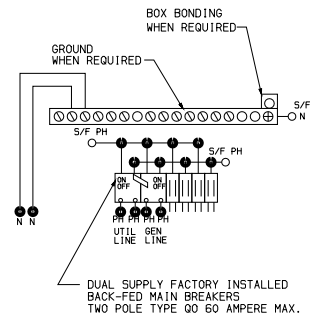 BOX BONDING
WHEN REQUIRED
GROUND
WHEN REQUIRED
S/F
N
S/F PH
S/F PH
ON
OFF
ON
OFF
N N
PH PH PH PH
UTIL GEN
LINE LINE
DUAL SUPPLY FACTORY INSTALLED
BACK-FED MAIN BREAKERS
TWO POLE TYPE QO 60 AMPERE MAX.